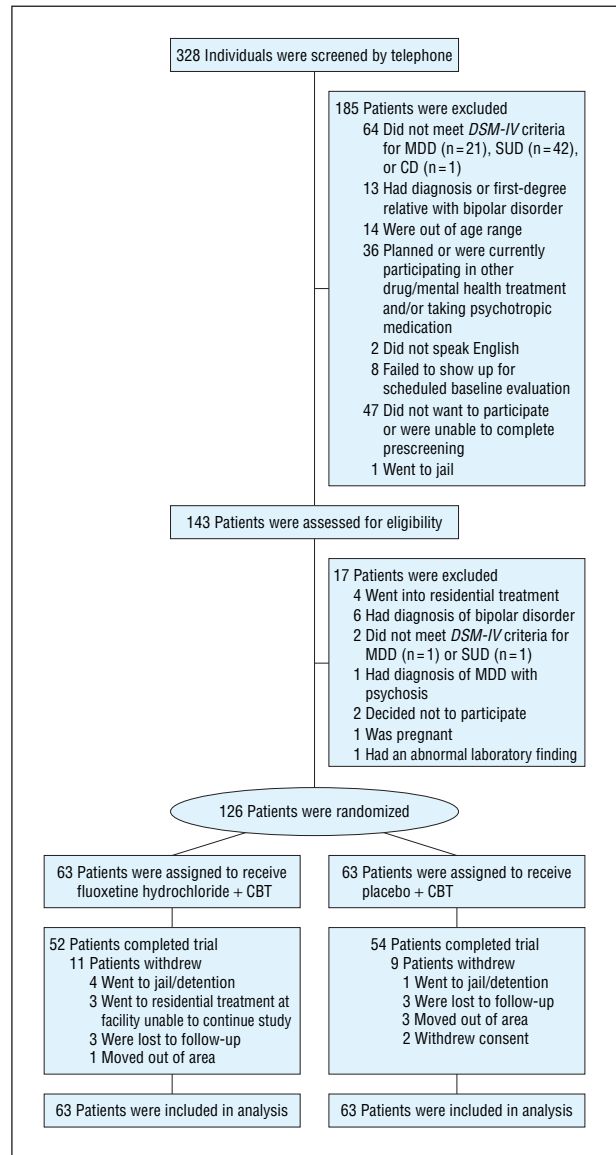 328 Individuals were screened by telephone
185 Patients were excluded
64 Did not meet DSM-IV criteria
for MDD (n=21), SUD (n=42),
or CD (n=1)
13 Had diagnosis or first-degree
relative with bipolar disorder
14 Were out of age range
36 Planned or were currently
participating in other
drug/mental health treatment
and/or taking psychotropic
medication
2 Did not speak English
8 Failed to show up for
scheduled baseline evaluation
47 Did not want to participate
or were unable to complete
prescreening
1 Went to jail
143 Patients were assessed for eligibility
17 Patients were excluded
4 Went into residential treatment
6 Had diagnosis of bipolar disorder
2 Did not meet DSM-IV criteria for
MDD (n=1) or SUD (n=1)
1 Had diagnosis of MDD with
psychosis
2 Decided not to participate
1 Was pregnant
1 Had an abnormal laboratory finding
126 Patients were randomized
63 Patients were assigned to receive
fluoxetine hydrochloride + CBT
63 Patients were assigned to receive
placebo + CBT
52 Patients completed trial
11 Patients withdrew
4 Went to jail/detention
3 Went to residential treatment at
facility unable to continue study
3 Were lost to follow-up
1 Moved out of area
54 Patients completed trial
9 Patients withdrew
1 Went to jail/detention
3 Were lost to follow-up
3 Moved out of area
2 Withdrew consent
63 Patients were included in analysis
63 Patients were included in analysis